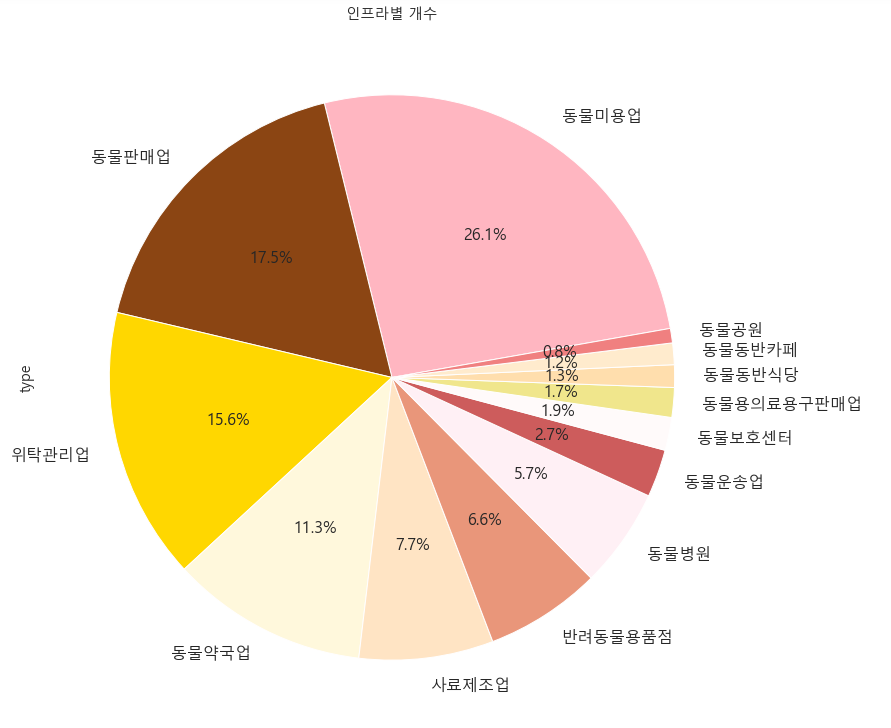 인프라별 개수
동물미용업
26.1%
동물판매업
17.5%
위탁관리업
15.6%
동물약국업
11.3%
사료제조업
7.7%
반려동물용품점
6.6%
동물병원
5.7%
동물운송업
2.7%
동물보호센터
1.9%
동물용의료용구판매업
1.7%
동물동반식당
1.3%
동물동반카페
1.2%
동물공원
0.8%
type